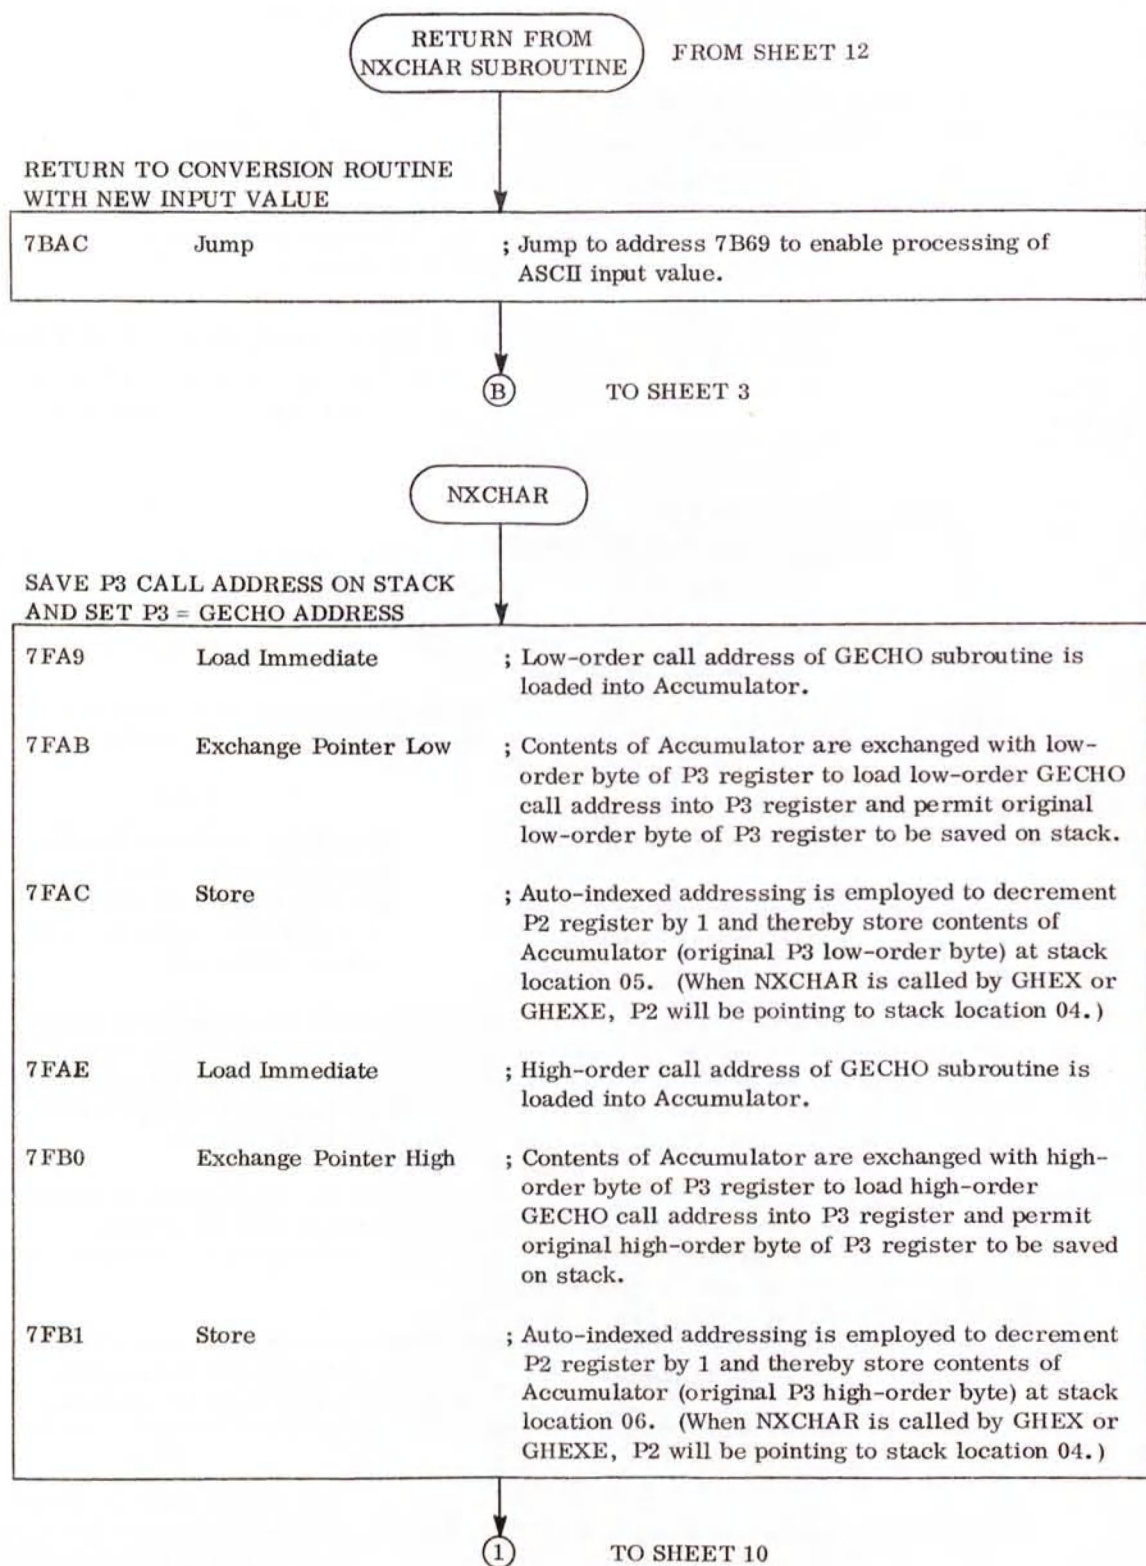 RETURN FROM
NXCHAR SUBROUTINE
FROM SHEET 12
RETURN TO CONVERSION ROUTINE
WITH NEW INPUT VALUE
7BAC Jump ; Jump to address 7B69 to enable processing of
ASCII input value.
B TO SHEET 3
NXCHAR
SAVE P3 CALL ADDRESS ON STACK
AND SET P3 = GECHO ADDRESS
7FA9 Load Immediate ; Low-order call address of GECHO subroutine is
loaded into Accumulator.
7FAB Exchange Pointer Low ; Contents of Accumulator are exchanged with low-
order byte of P3 register to load low-order GECHO
call address into P3 register and permit original
low-order byte of P3 register to be saved on stack.
7FAC Store ; Auto-indexed addressing is employed to decrement
P2 register by 1 and thereby store contents of
Accumulator (original P3 low-order byte) at stack
location 05. (When NXCHAR is called by GHEX or
GHEXE, P2 will be pointing to stack location 04.)
7FAE Load Immediate ; High-order call address of GECHO subroutine is
loaded into Accumulator.
7FB0 Exchange Pointer High ; Contents of Accumulator are exchanged with high-
order byte of P3 register to load high-order
GECHO call address into P3 register and permit
original high-order byte of P3 register to be saved
on stack.
7FB1 Store ; Auto-indexed addressing is employed to decrement
P2 register by 1 and thereby store contents of
Accumulator (original P3 high-order byte) at stack
location 06. (When NXCHAR is called by GHEX or
GHEXE, P2 will be pointing to stack location 04.)
1 TO SHEET 10